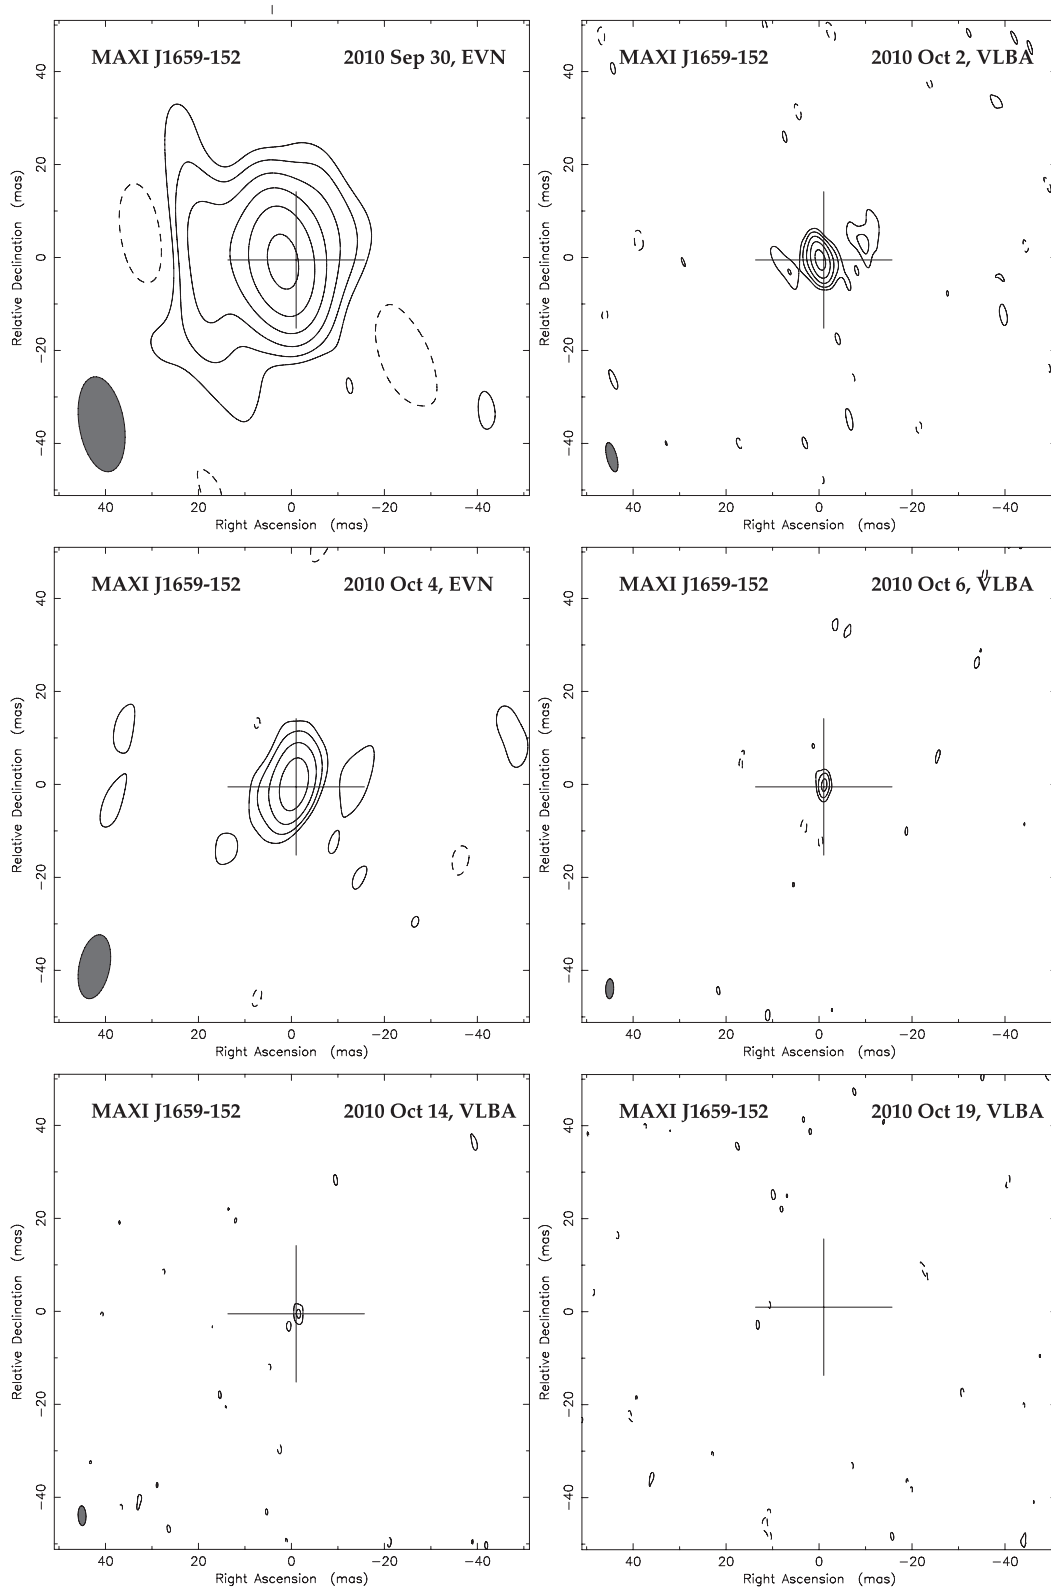 MAXI J1659-152 2010 Sep 30, EVN
40
20
0
−20
−40
Relative Declination (mas)
40 20 0 −20 −40
Right Ascension (mas)
MAXI J1659-152 2010 Oct 2, VLBA
40
20
0
−20
−40
Relative Declination (mas)
40 20 0 −20 −40
Right Ascension (mas)
MAXI J1659-152 2010 Oct 4, EVN
40
20
0
−20
−40
Relative Declination (mas)
40 20 0 −20 −40
Right Ascension (mas)
MAXI J1659-152 2010 Oct 6, VLBA
40
20
0
−20
−40
Relative Declination (mas)
40 20 0 −20 −40
Right Ascension (mas)
MAXI J1659-152 2010 Oct 14, VLBA
40
20
0
−20
−40
Relative Declination (mas)
40 20 0 −20 −40
Right Ascension (mas)
MAXI J1659-152 2010 Oct 19, VLBA
40
20
0
−20
−40
Relative Declination (mas)
40 20 0 −20 −40
Right Ascension (mas)